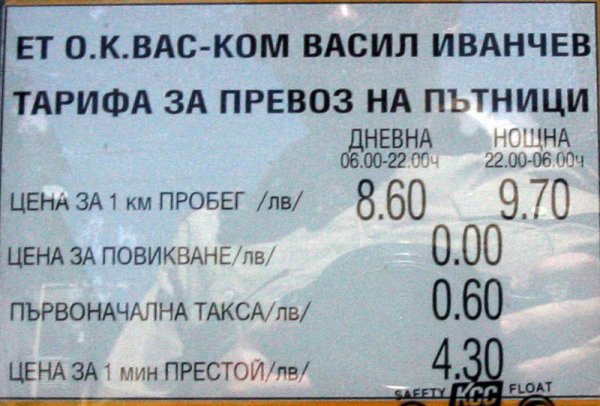 ЕТ О.К.ВАС-КОМ ВАСИЛ ИВАНЧЕВ
ТАРИФА ЗА ПРЕВОЗ НА ПЪТНИЦИ
ДНЕВНА НОЩНА
06.00-22.00ч 22.00-06.00ч
ЦЕНА ЗА 1 км ПРОБЕГ /лв/ 8.60 9.70
ЦЕНА ЗА ПОВИКВАНЕ/лв/ 0.00
ПЪРВОНАЧАЛНА ТАКСА/лв/ 0.60
ЦЕНА ЗА 1 мин ПРЕСТОЙ/лв/ 4.30
SAFETY KCC FLOAT